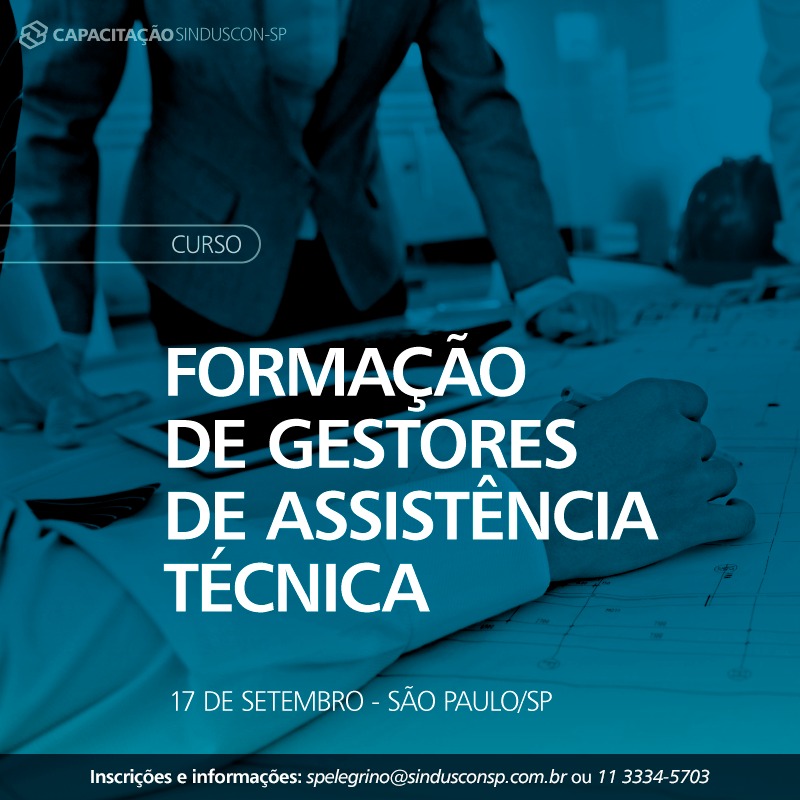 CAPACITAÇÃO SINDUSCON-SP
CURSO
FORMAÇÃO
DE GESTORES
DE ASSISTÊNCIA
TÉCNICA
17 DE SETEMBRO - SÃO PAULO/SP
Inscrições e informações: spelegrino@sindusconsp.com.br ou 11 3334-5703